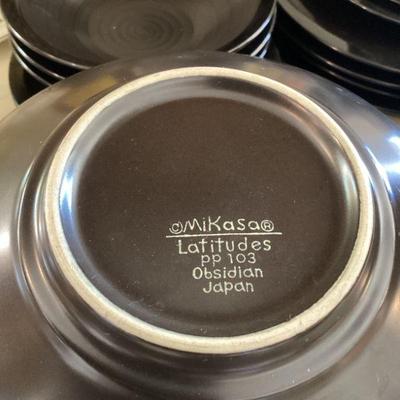 ©Mikasa®
Latitudes
PP 103
Obsidian
Japan